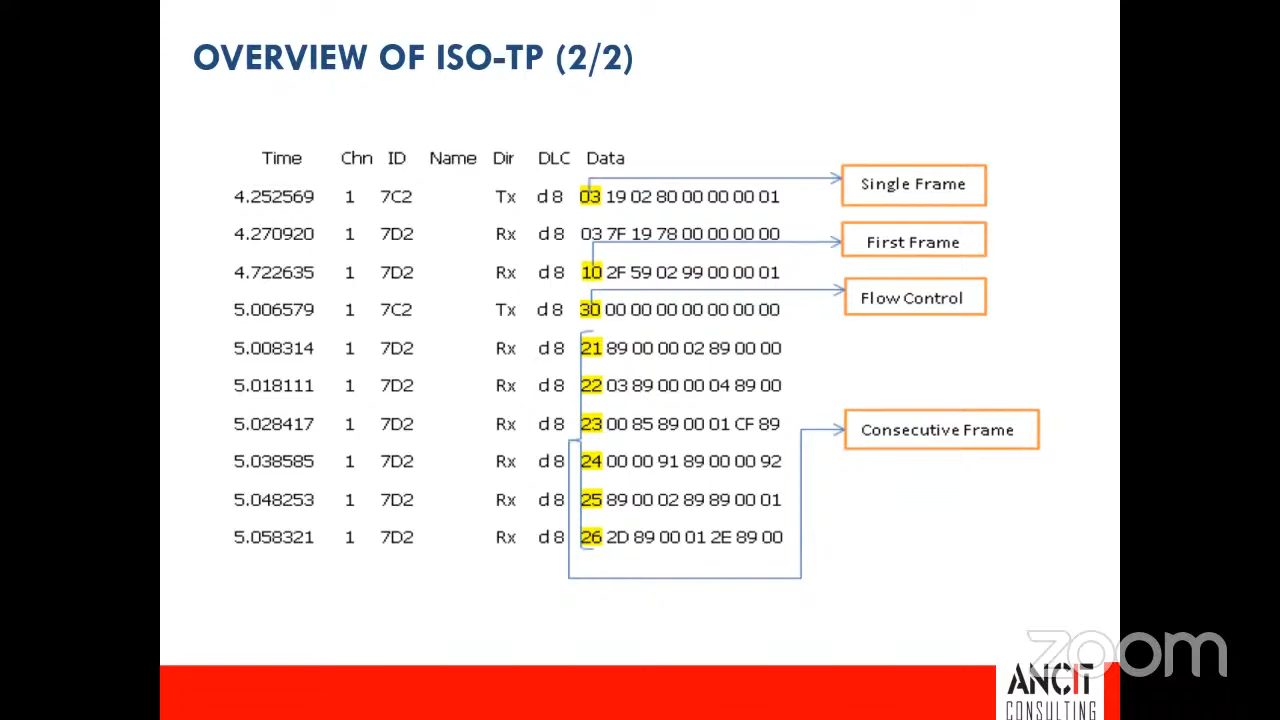 OVERVIEW OF ISO-TP (2/2)
Time Chn ID Name Dir DLC Data
4.252569 1 7C2 Tx d 8 03 19 02 80 00 00 00 01
Single Frame
4.270920 1 7D2 Rx d 8 03 7F 19 78 00 00 00 00
First Frame
4.722635 1 7D2 Rx d 8 10 2F 59 02 99 00 00 01
Flow Control
5.006579 1 7C2 Tx d 8 30 00 00 00 00 00 00 00
5.008314 1 7D2 Rx d 8 21 89 00 00 02 89 00 00
5.018111 1 7D2 Rx d 8 22 03 89 00 00 04 89 00
5.028417 1 7D2 Rx d 8 23 00 85 89 00 01 CF 89
Consecutive Frame
5.038585 1 7D2 Rx d 8 24 00 00 91 89 00 00 92
5.048253 1 7D2 Rx d 8 25 89 00 02 89 89 00 01
5.058321 1 7D2 Rx d 8 26 2D 89 00 01 2E 89 00
zoom
ANCIT
CONSULTING